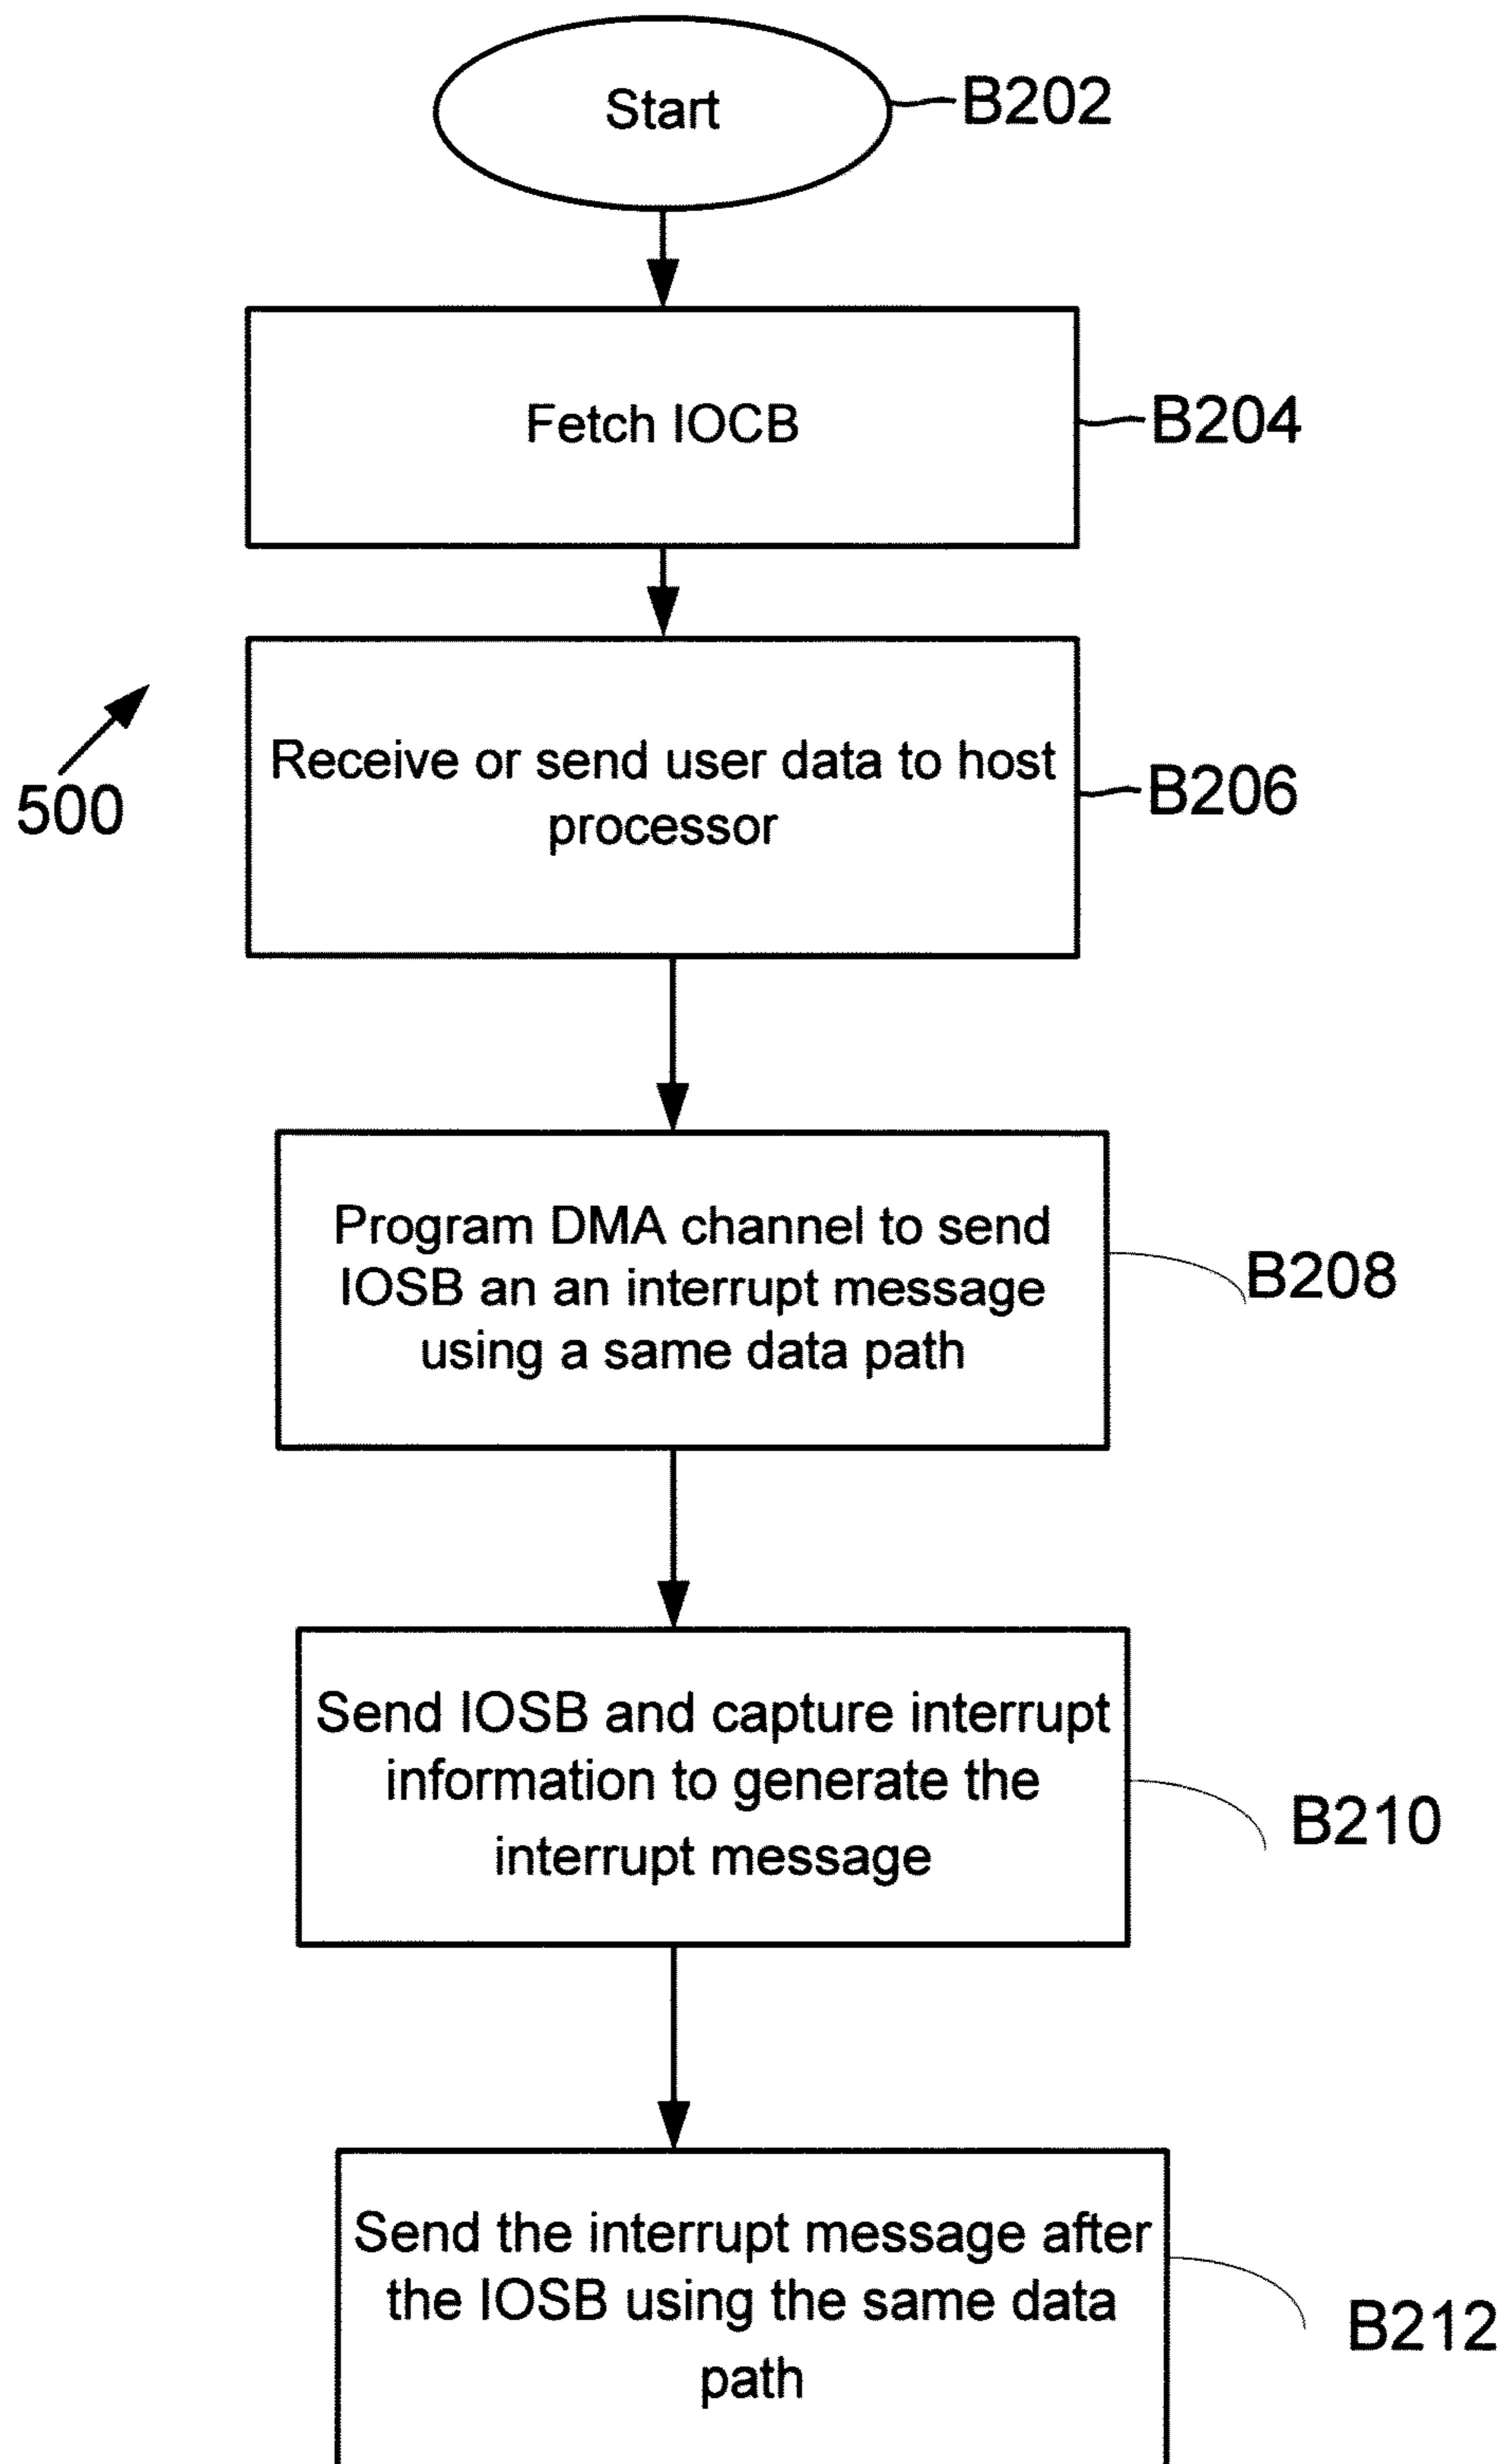 Start
B202
Fetch IOCB
B204
Receive or send user data to host
processor
B206
500
Program DMA channel to send
IOSB an an interrupt message
using a same data path
B208
Send IOSB and capture interrupt
information to generate the
interrupt message
B210
Send the interrupt message after
the IOSB using the same data
path
B212